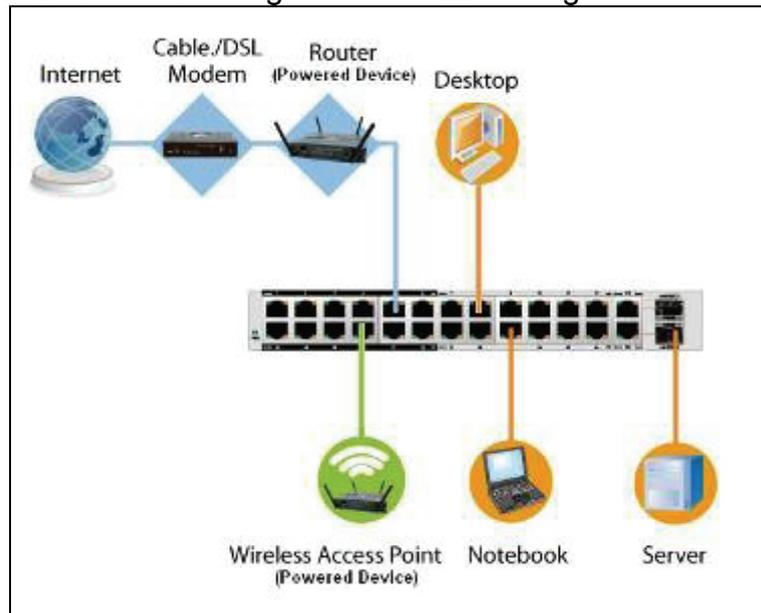 Internet
Cable./DSL
Modem
Router
(Powered Device)
Desktop
Wireless Access Point
(Powered Device)
Notebook
Server